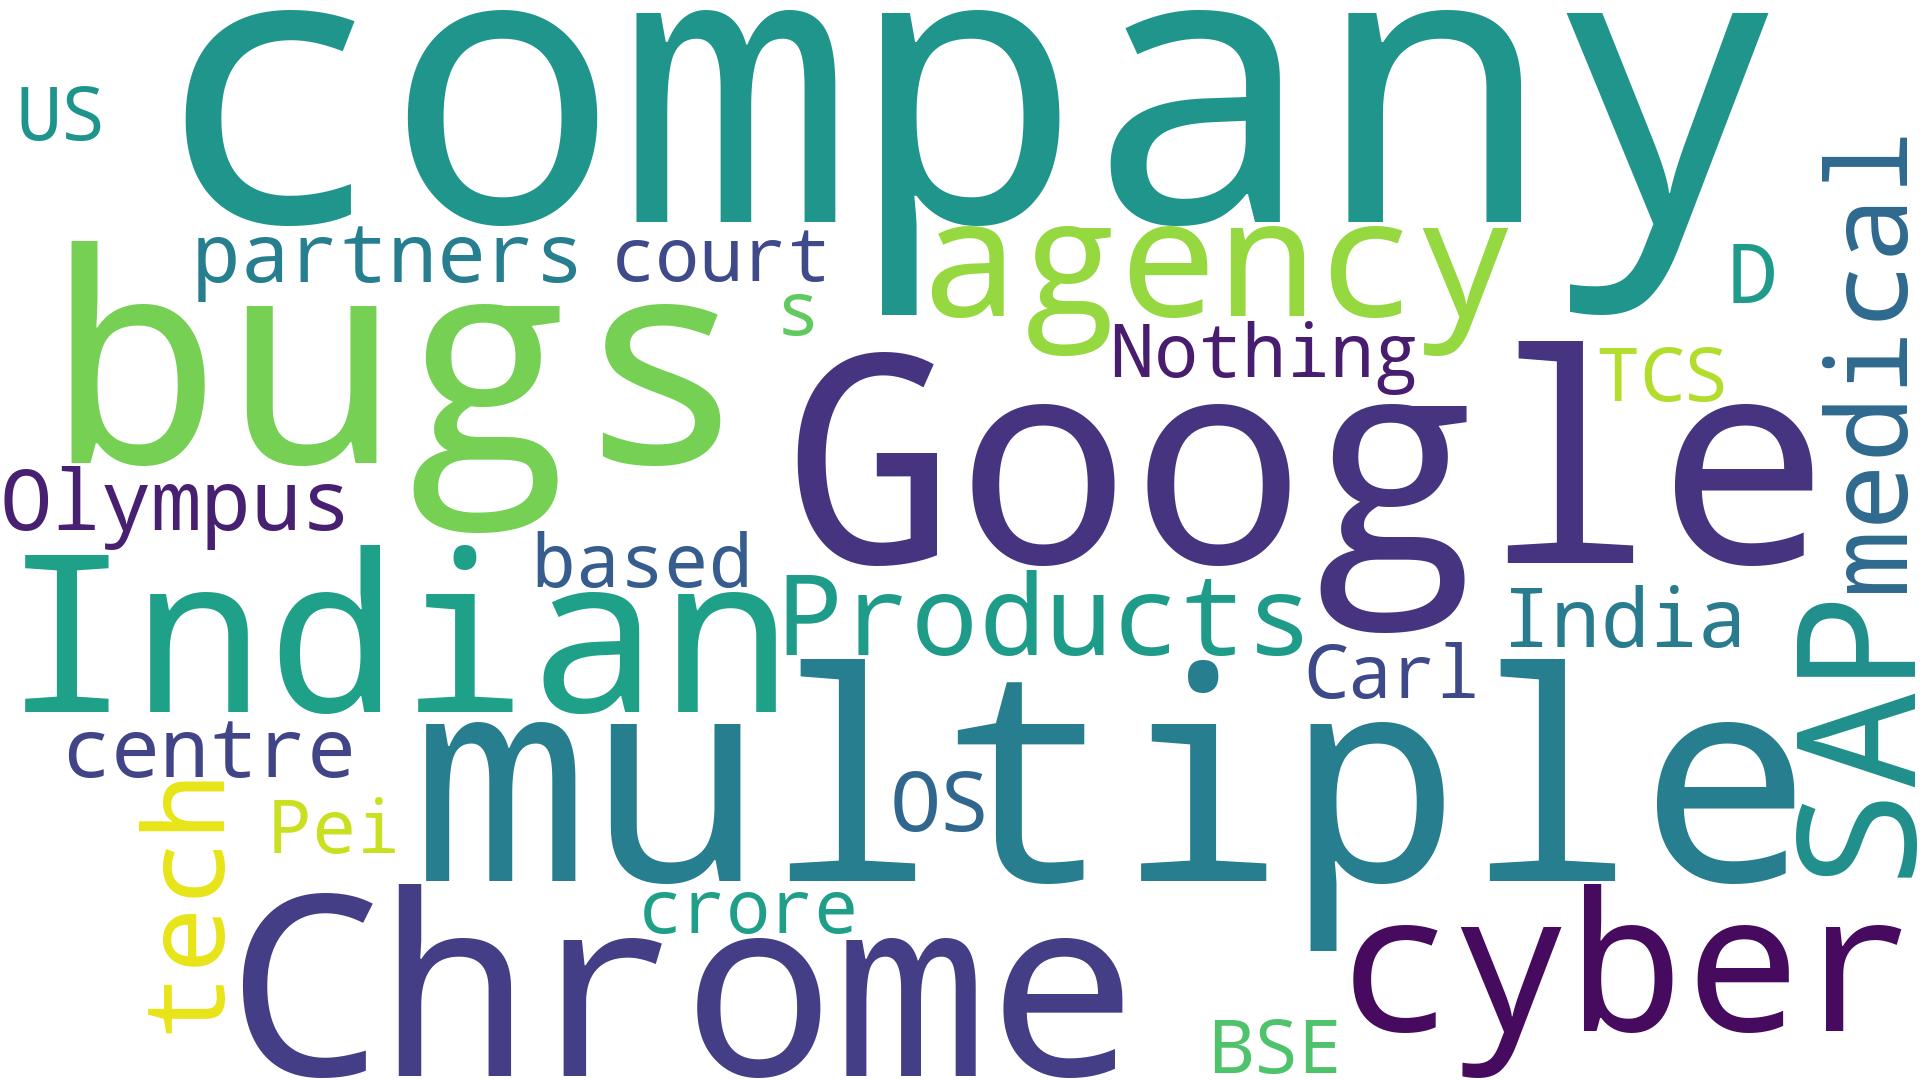 company
US
partners
court
agency
D
medical
bugs
s
Nothing
TCS
Google
Olympus
based
Indian
Products
India
Carl
SAP
centre
multiple
OS
tech
Pei
crore
Chrome
cyber
BSE